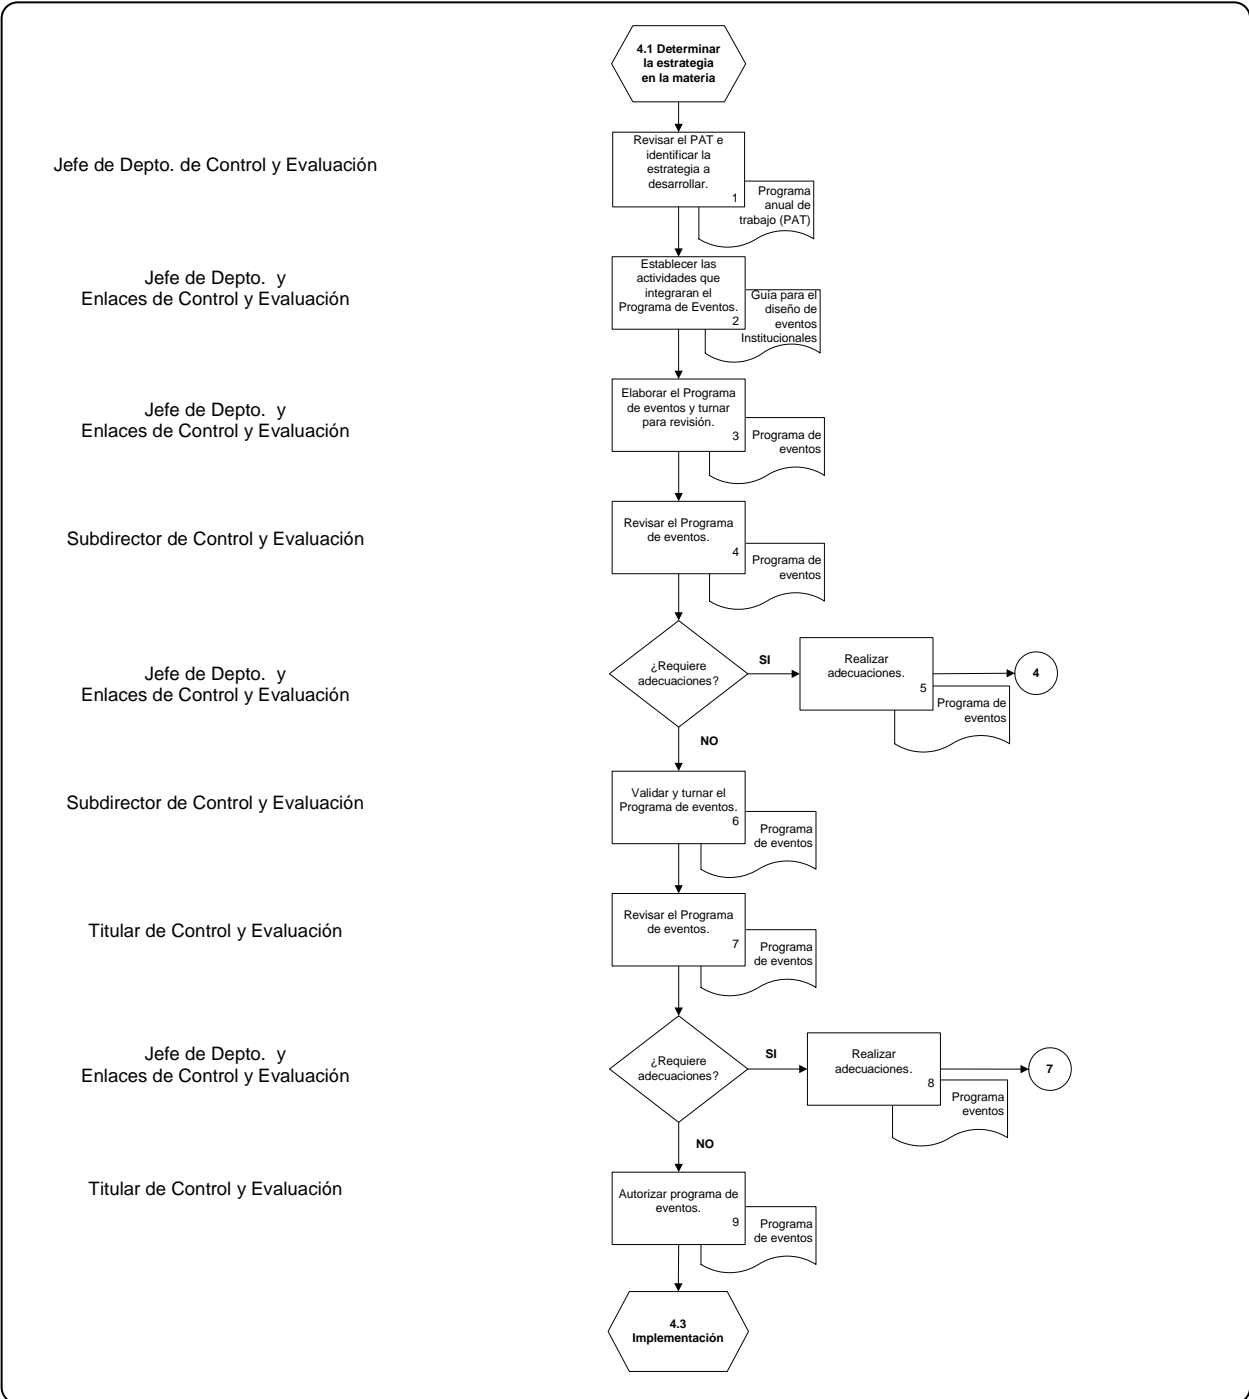 4.1 Determinar
la estrategia
en la materia
Jefe de Depto. de Control y Evaluación
Revisar el PAT e
identificar la
estrategia a
desarrollar.
1
Programa
anual de
trabajo (PAT)
Jefe de Depto. y
Enlaces de Control y Evaluación
Establecer las
actividades que
integraran el
Programa de Eventos.
2
Guía para el
diseño de
eventos
Institucionales
Jefe de Depto. y
Enlaces de Control y Evaluación
Elaborar el Programa
de eventos y turnar
para revisión.
3
Programa de
eventos
Subdirector de Control y Evaluación
Revisar el Programa
de eventos.
4
Programa de
eventos
Jefe de Depto. y
Enlaces de Control y Evaluación
¿Requiere
adecuaciones?
SI
Realizar
adecuaciones.
5
Programa de
eventos
4
NO
Subdirector de Control y Evaluación
Validar y turnar el
Programa de eventos.
6
Programa
de eventos
Titular de Control y Evaluación
Revisar el Programa
de eventos.
7
Programa
de eventos
Jefe de Depto. y
Enlaces de Control y Evaluación
¿Requiere
adecuaciones?
SI
Realizar
adecuaciones.
8
Programa
eventos
7
NO
Titular de Control y Evaluación
Autorizar programa de
eventos.
9
Programa
de eventos
4.3
Implementación